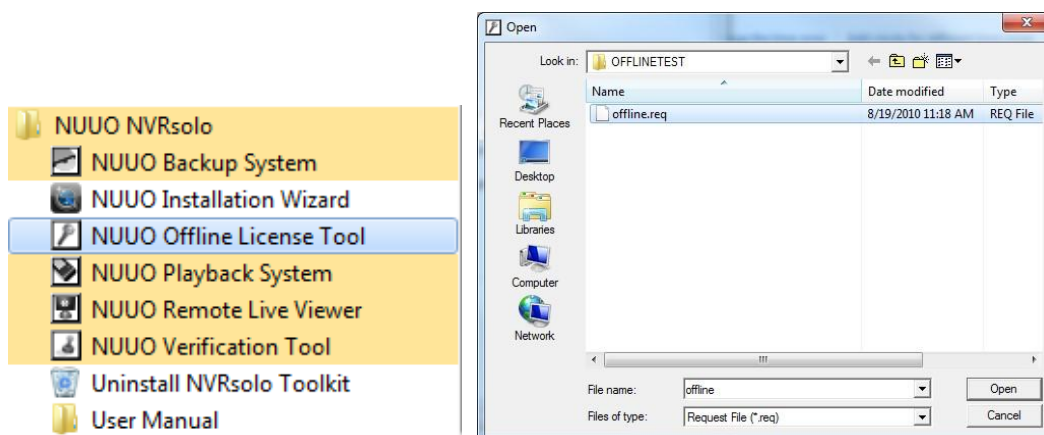 NUUO NVRsolo
NUUO Backup System
NUUO Installation Wizard
NUUO Offline License Tool
NUUO Playback System
NUUO Remote Live Viewer
NUUO Verification Tool
Uninstall NVRsolo Toolkit
User Manual
Open
Look in:
OFFLINETEST
Name
Date modified
Type
offline.req
8/19/2010 11:18 AM
REQ File
Recent Places
Desktop
Libraries
Computer
Network
File name:
offline
Open
Files of type:
Request File (*.req)
Cancel